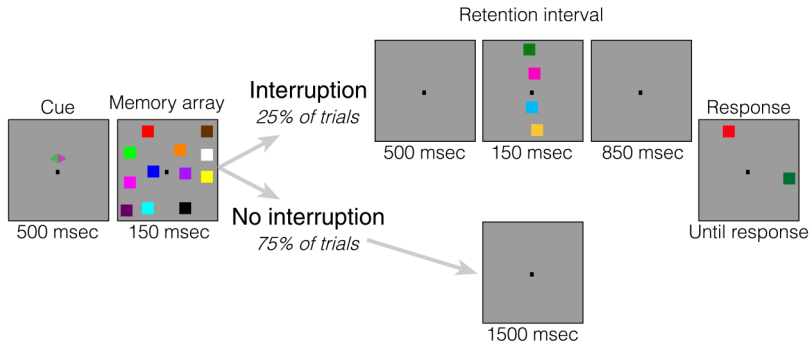 Retention interval
Interruption
25% of trials
Cue
Memory array
Response
500 msec
150 msec
850 msec
500 msec
150 msec
No interruption
75% of trials
Until response
1500 msec